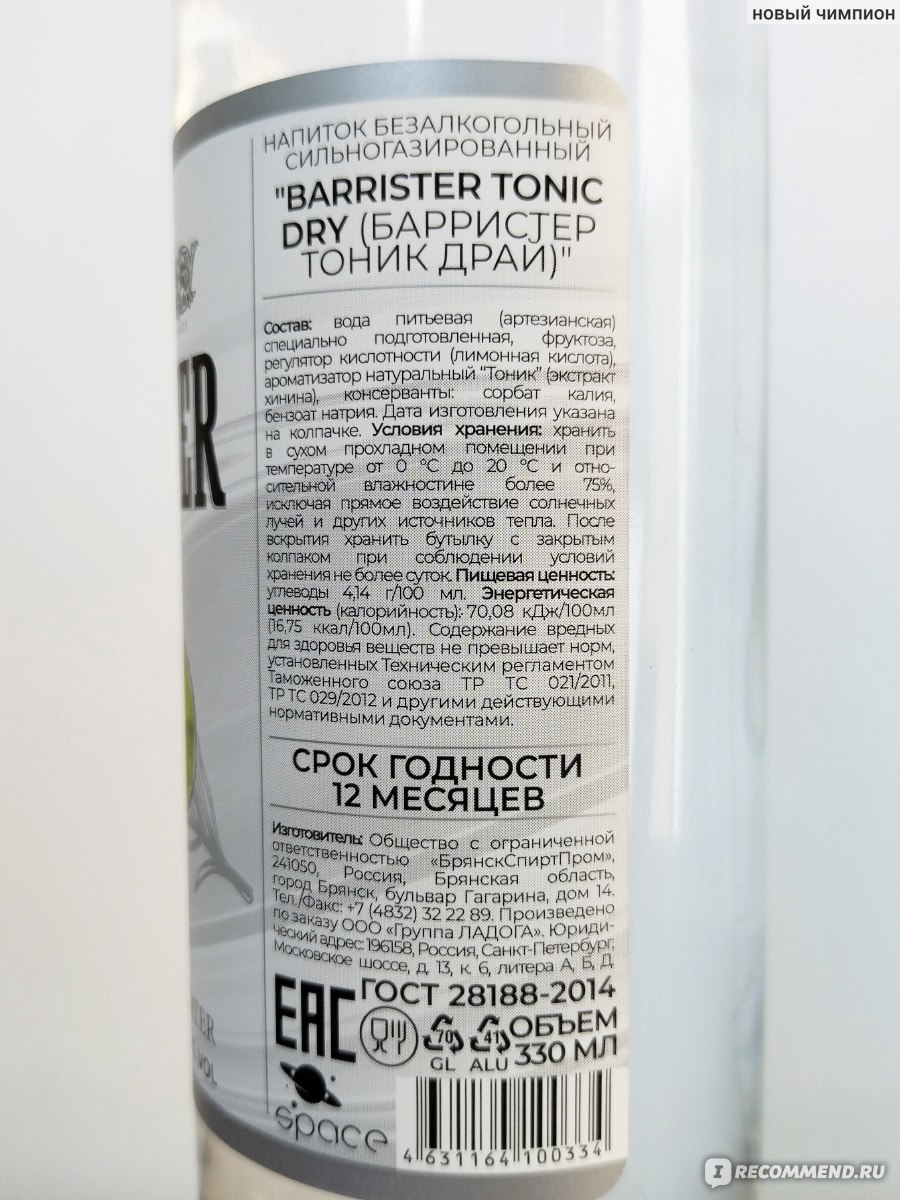 новый чимпион
НАПИТОК БЕЗАЛКОГОЛЬНЫЙ
СИЛЬНОГАЗИРОВАННЫЙ
"BARRISTER TONIC
DRY (БАРРИСТЕР
ТОНИК ДРАЙ)"
Состав: вода питьевая (артезианская)
специально подготовленная, фруктоза,
регулятор кислотности (лимонная кислота),
ароматизатор натуральный "Тоник" (экстракт
хинина), консерванты: сорбат калия,
бензоат натрия. Дата изготовления указана
на колпачке. Условия хранения: хранить
в сухом прохладном помещении при
температуре от 0 °С до 20 °С и отно-
сительной влажностине более 75%,
исключая прямое воздействие солнечных
лучей и других источников тепла. После
вскрытия хранить бутылку с закрытым
колпаком при соблюдении условий
хранения не более суток. Пищевая ценность:
углеводы 4,14 г/100 мл. Энергетическая
ценность (калорийность): 70,08 кДж/100мл
(16,75 ккал/100мл). Содержание вредных
для здоровья веществ не превышает норм,
установленных Техническим регламентом
Таможенного союза ТР ТС 021/2011,
ТР ТС 029/2012 и другими действующими
нормативными документами.
СРОК ГОДНОСТИ
12 МЕСЯЦЕВ
Изготовитель: Общество с ограниченной
ответственностью «БрянскСпиртПром»,
241050, Россия, Брянская область,
город Брянск, бульвар Гагарина, дом 14.
Тел./Факс: +7 (4832) 32 22 89. Произведено
по заказу ООО «Группа ЛАДОГА». Юриди-
ческий адрес: 196158, Россия, Санкт-Петербург,
Московское шоссе, д. 13, к. 6, литера А, Б, Д
EAC ГОСТ 28188-2014
70 41 ОБЪЕМ
GL ALU 330 МЛ
space
4 631164 100334
IRECOMMEND.RU